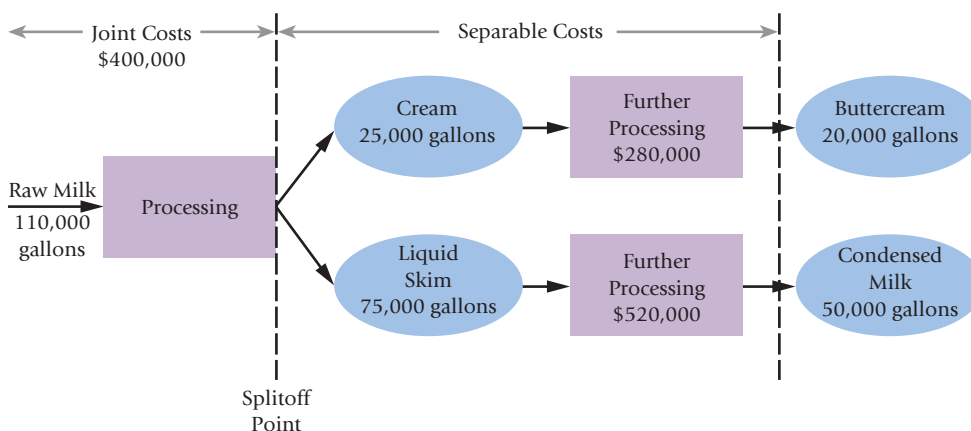 Joint Costs
$400,000
Separable Costs
Raw Milk
110,000
gallons
Processing
Cream
25,000 gallons
Further
Processing
$280,000
Buttercream
20,000 gallons
Liquid
Skim
75,000 gallons
Further
Processing
$520,000
Condensed
Milk
50,000 gallons
Splitoff
Point